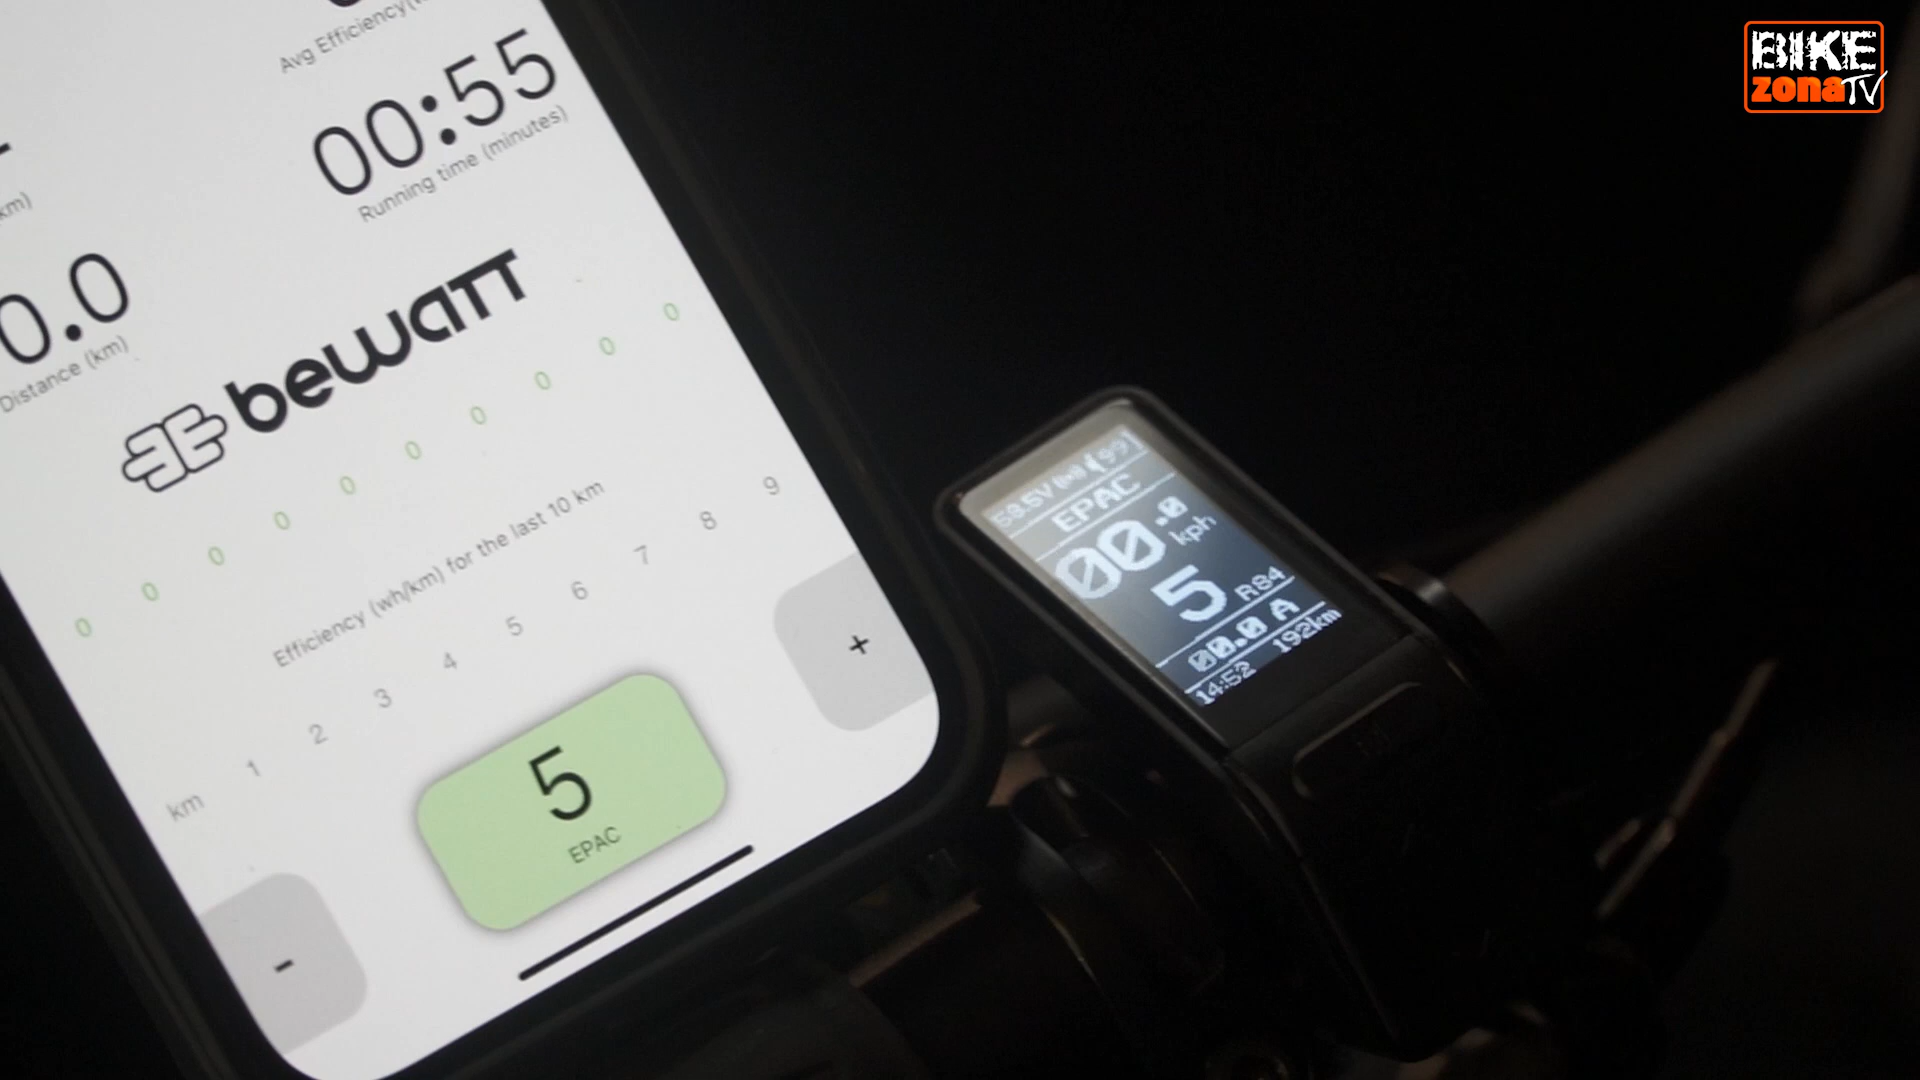 BIKE
zonaTV
Avg Efficiency
00:55
Running time (minutes)
km)
0.0
Distance (km)
bewatt
0 0 0 0 0 0 0 0 0 0
Efficiency (wh/km) for the last 10 km
km 1 2 3 4 5 6 7 8 9
- +
5
EPAC
99
EPAC
00.0 kph
5 R84
00.0 A
14:52 192km